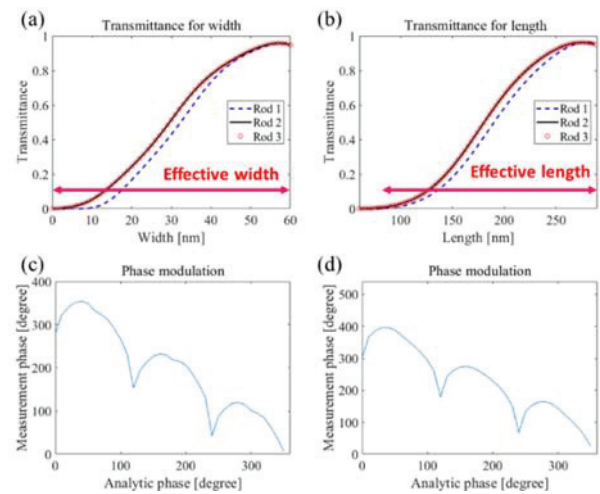 (a)
Transmittance for width
Transmittance
1
0.8
0.6
0.4
0.2
0
Rod 1
Rod 2
Rod 3
Effective width
0 10 20 30 40 50 60
Width [nm]
(b)
Transmittance for length
Transmittance
1
0.8
0.6
0.4
0.2
0
Rod 1
Rod 2
Rod 3
Effective length
100 150 200 250
Length [nm]
(c)
Phase modulation
Measurement phase [degree]
400
300
200
100
0
0 100 200 300
Analytic phase [degree]
(d)
Phase modulation
Measurement phase [degree]
500
400
300
200
100
0
0 100 200 300
Analytic phase [degree]